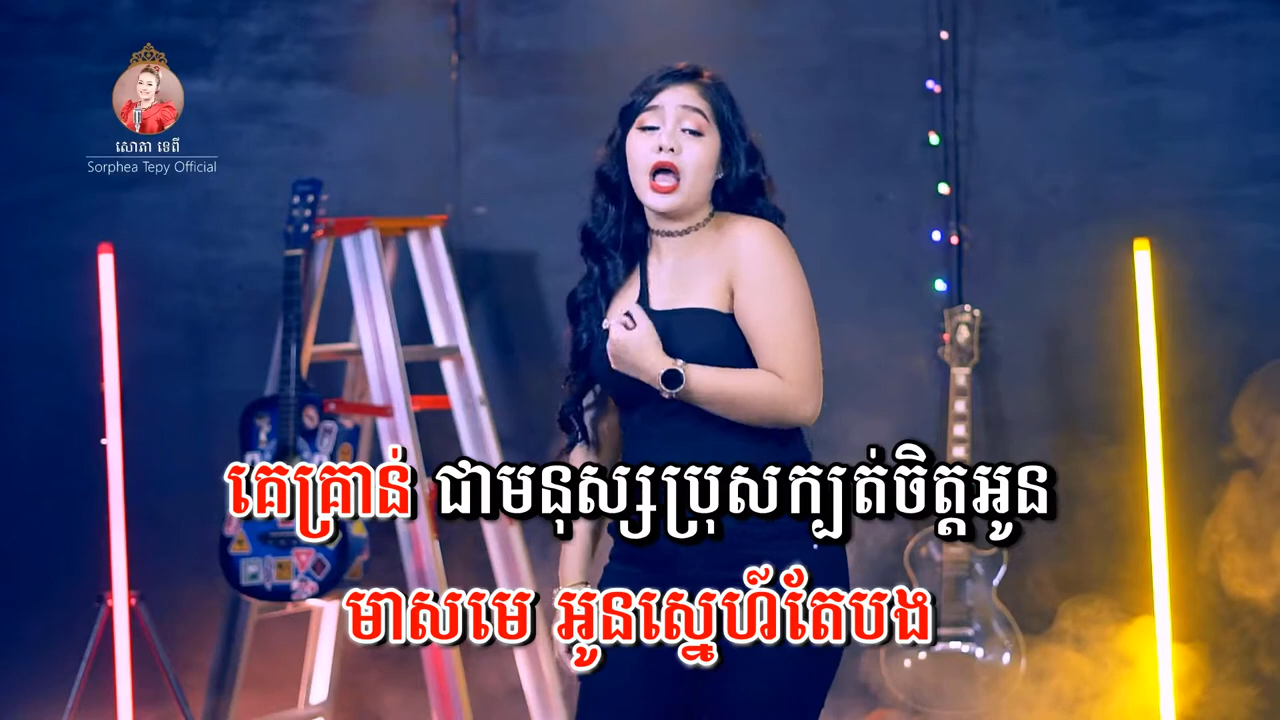 សោភា ទេពី
Sorphea Tepy Official
គេគ្រាន់ ជាមនុស្សប្រុសក្បត់ចិត្តអូន
មាសមេ អូនស្នេហ៍តែបង